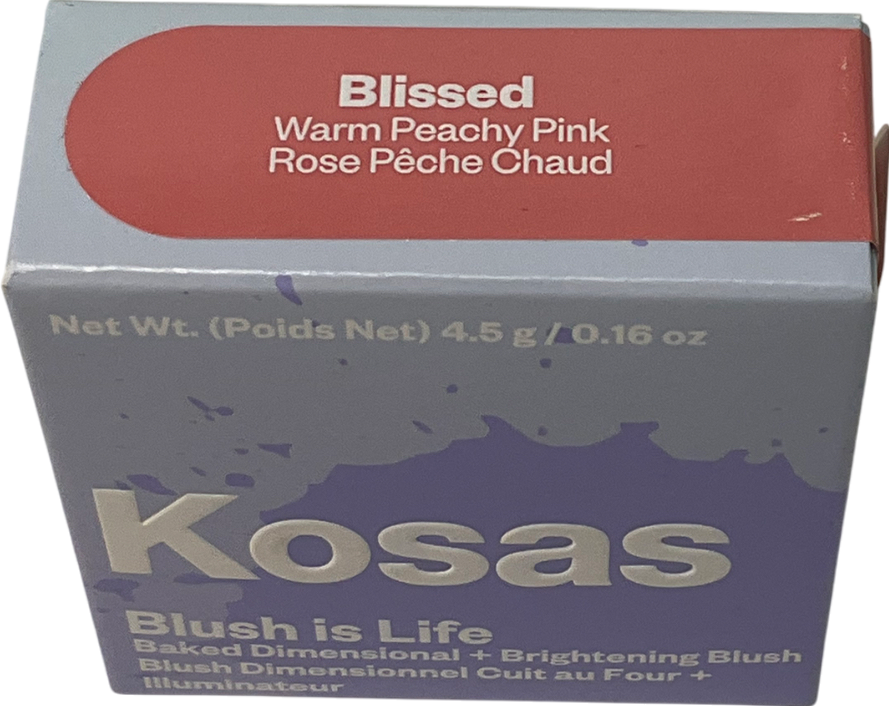 Blissed
Warm Peachy Pink
Rose Pêche Chaud
Net Wt. (Poids Net) 4.5 g / 0.16 oz
Kosas
Blush is Life
Baked Dimensional + Brightening Blush
Blush Dimensionnel Cuit au Four +
Illuminateur